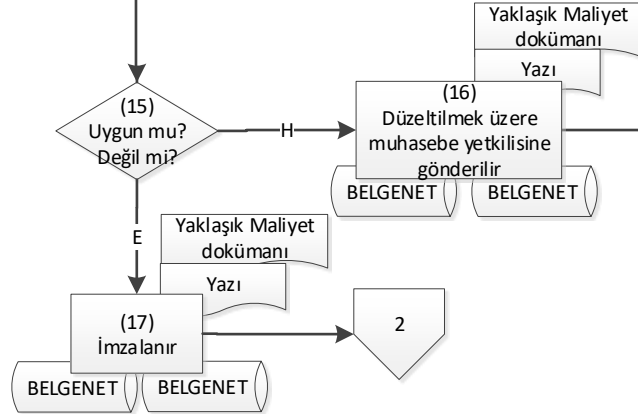 Yaklaşık Maliyet
dokümanı
Yazı
(15)
Uygun mu?
Değil mi?
H
(16)
Düzeltilmek üzere
muhasebe yetkilisine
gönderilir
BELGENET
BELGENET
E
Yaklaşık Maliyet
dokümanı
Yazı
(17)
İmzalanır
2
BELGENET
BELGENET